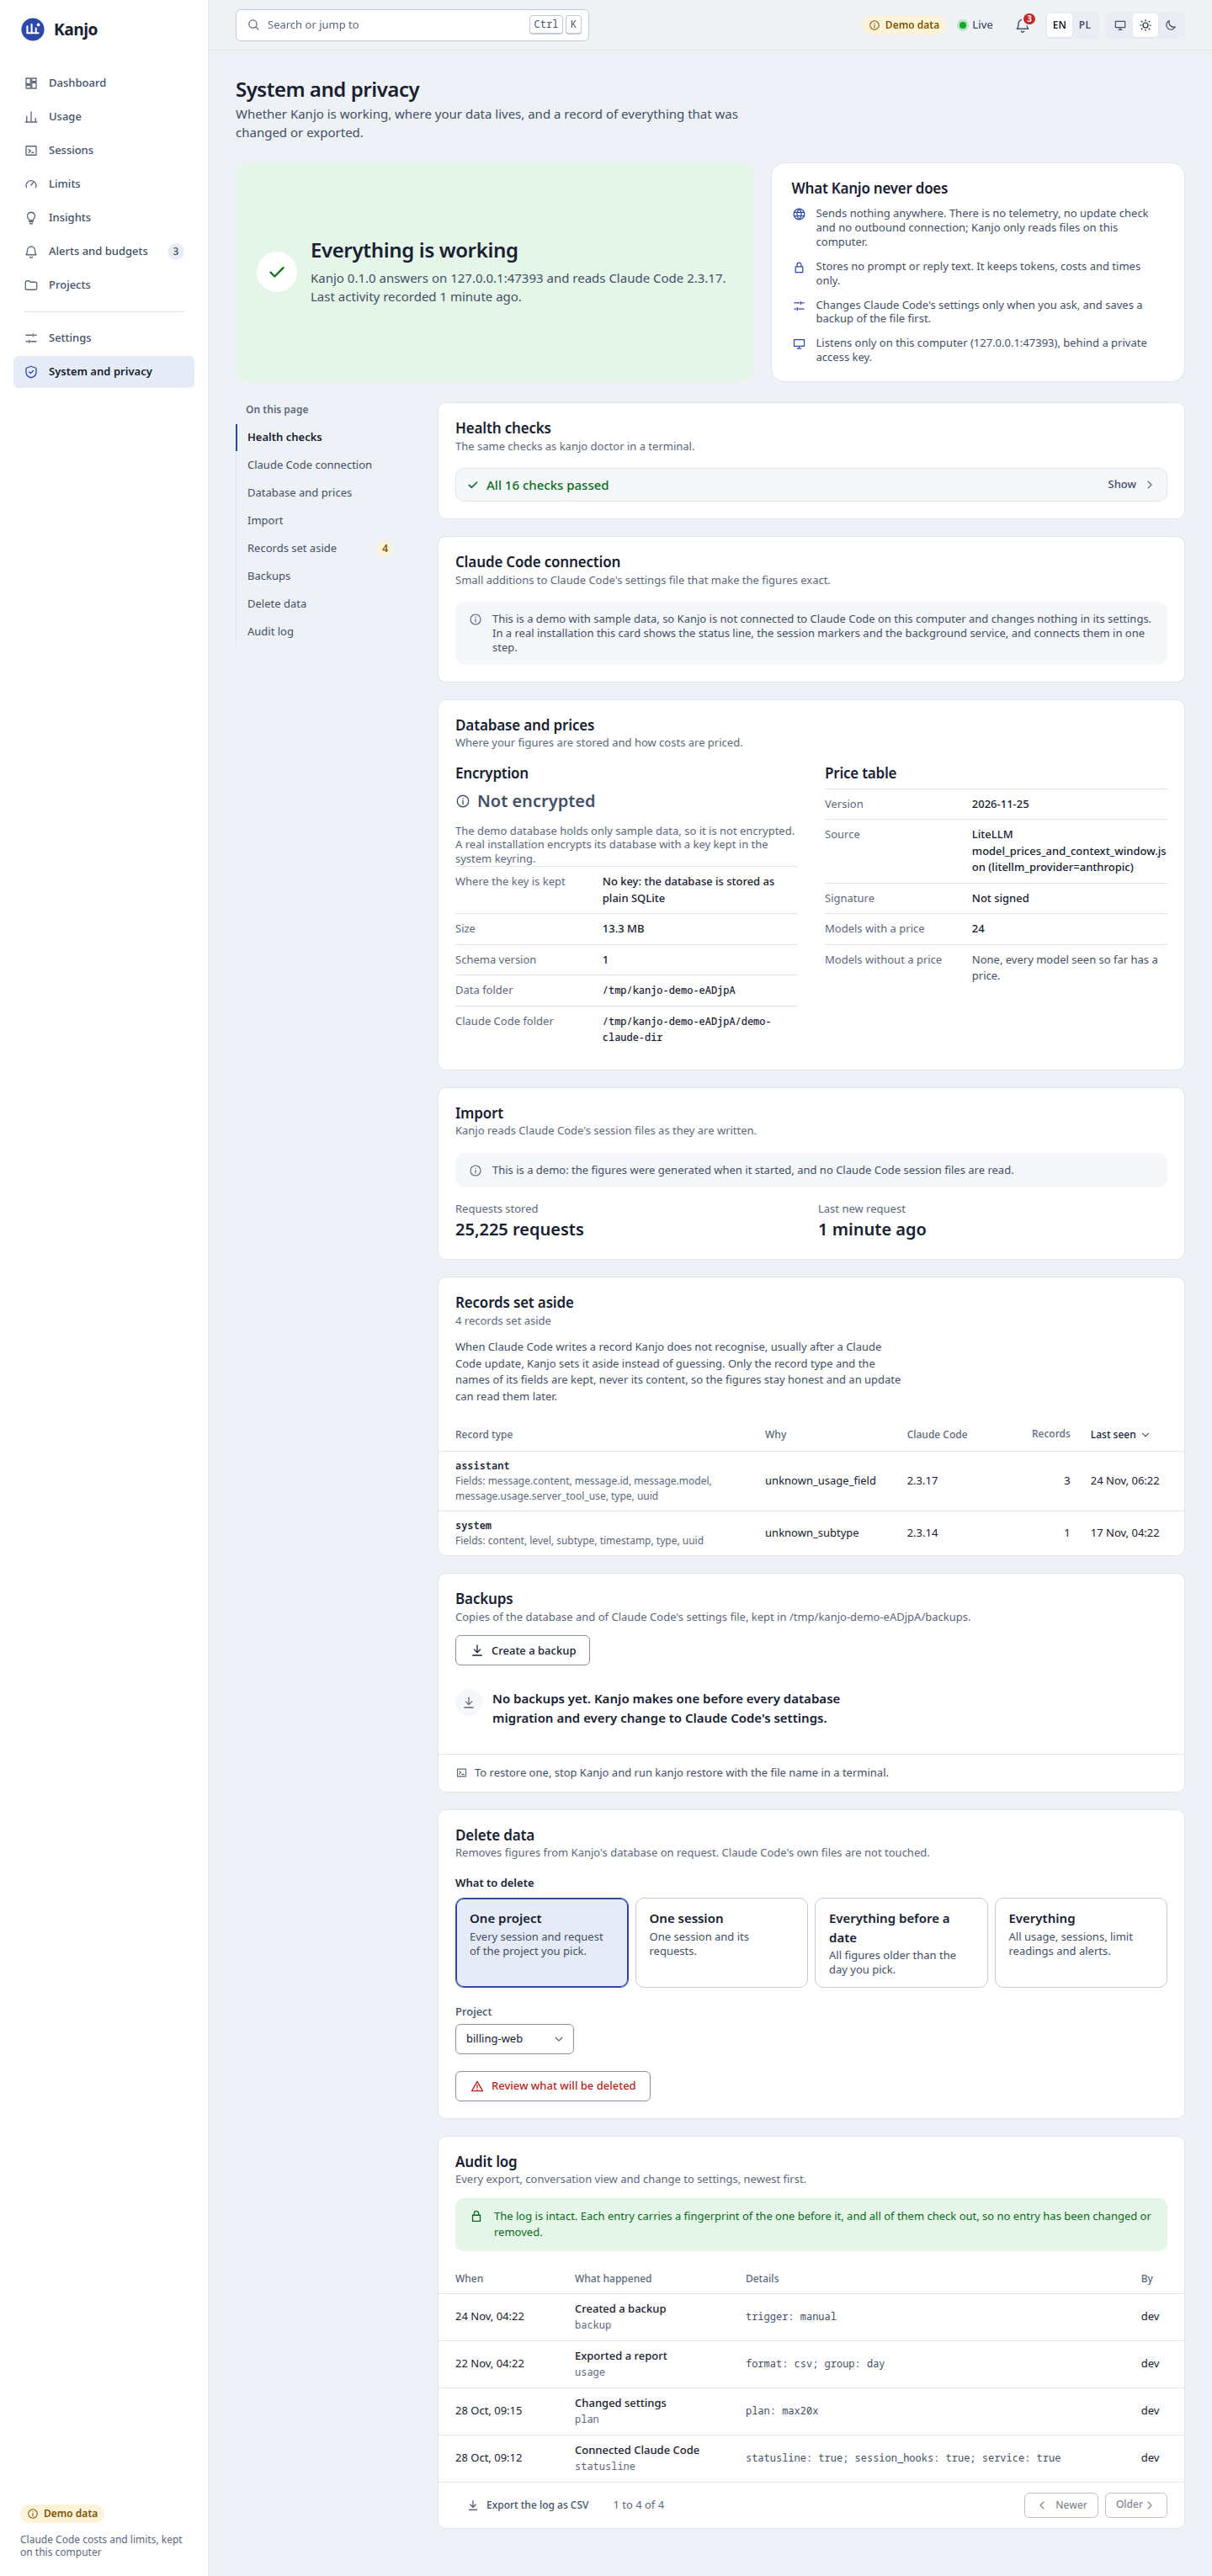 Kanjo
Dashboard
Usage
Sessions
Limits
Insights
Alerts and budgets 3
Projects
Settings
System and privacy
Search or jump to Ctrl K
Demo data
Live
3
EN PL
System and privacy
Whether Kanjo is working, where your data lives, and a record of everything that was
changed or exported.
Everything is working
Kanjo 0.1.0 answers on 127.0.0.1:47393 and reads Claude Code 2.3.17.
Last activity recorded 1 minute ago.
What Kanjo never does
Sends nothing anywhere. There is no telemetry, no update check
and no outbound connection; Kanjo only reads files on this
computer.
Stores no prompt or reply text. It keeps tokens, costs and times
only.
Changes Claude Code's settings only when you ask, and saves a
backup of the file first.
Listens only on this computer (127.0.0.1:47393), behind a private
access key.
On this page
Health checks
Claude Code connection
Database and prices
Import
Records set aside 4
Backups
Delete data
Audit log
Health checks
The same checks as kanjo doctor in a terminal.
All 16 checks passed Show
Claude Code connection
Small additions to Claude Code's settings file that make the figures exact.
This is a demo with sample data, so Kanjo is not connected to Claude Code on this computer and changes nothing in its settings.
In a real installation this card shows the status line, the session markers and the background service, and connects them in one
step.
Database and prices
Where your figures are stored and how costs are priced.
Encryption
Not encrypted
The demo database holds only sample data, so it is not encrypted.
A real installation encrypts its database with a key kept in the
system keyring.
Where the key is kept No key: the database is stored as
plain SQLite
Size 13.3 MB
Schema version 1
Data folder /tmp/kanjo-demo-eADjpA
Claude Code folder /tmp/kanjo-demo-eADjpA/demo-
claude-dir
Price table
Version 2026-11-25
Source LiteLLM
model_prices_and_context_window.js
on (litellm_provider=anthropic)
Signature Not signed
Models with a price 24
Models without a price None, every model seen so far has a
price.
Import
Kanjo reads Claude Code's session files as they are written.
This is a demo: the figures were generated when it started, and no Claude Code session files are read.
Requests stored Last new request
25,225 requests 1 minute ago
Records set aside
4 records set aside
When Claude Code writes a record Kanjo does not recognise, usually after a Claude
Code update, Kanjo sets it aside instead of guessing. Only the record type and the
names of its fields are kept, never its content, so the figures stay honest and an update
can read them later.
Record type Why Claude Code Records Last seen
assistant
Fields: message.content, message.id, message.model,
message.usage.server_tool_use, type, uuid
unknown_usage_field 2.3.17 3 24 Nov, 06:22
system
Fields: content, level, subtype, timestamp, type, uuid
unknown_subtype 2.3.14 1 17 Nov, 04:22
Backups
Copies of the database and of Claude Code's settings file, kept in /tmp/kanjo-demo-eADjpA/backups.
Create a backup
No backups yet. Kanjo makes one before every database
migration and every change to Claude Code's settings.
To restore one, stop Kanjo and run kanjo restore with the file name in a terminal.
Delete data
Removes figures from Kanjo's database on request. Claude Code's own files are not touched.
What to delete
One project
Every session and request
of the project you pick.
One session
One session and its
requests.
Everything before a
date
All figures older than the
day you pick.
Everything
All usage, sessions, limit
readings and alerts.
Project
billing-web
Review what will be deleted
Audit log
Every export, conversation view and change to settings, newest first.
The log is intact. Each entry carries a fingerprint of the one before it, and all of them check out, so no entry has been changed or
removed.
When What happened Details By
24 Nov, 04:22 Created a backup
backup
trigger: manual dev
22 Nov, 04:22 Exported a report
usage
format: csv; group: day dev
28 Oct, 09:15 Changed settings
plan
plan: max20x dev
28 Oct, 09:12 Connected Claude Code
statusline
statusline: true; session_hooks: true; service: true dev
Export the log as CSV 1 to 4 of 4 Newer Older
Demo data
Claude Code costs and limits, kept
on this computer